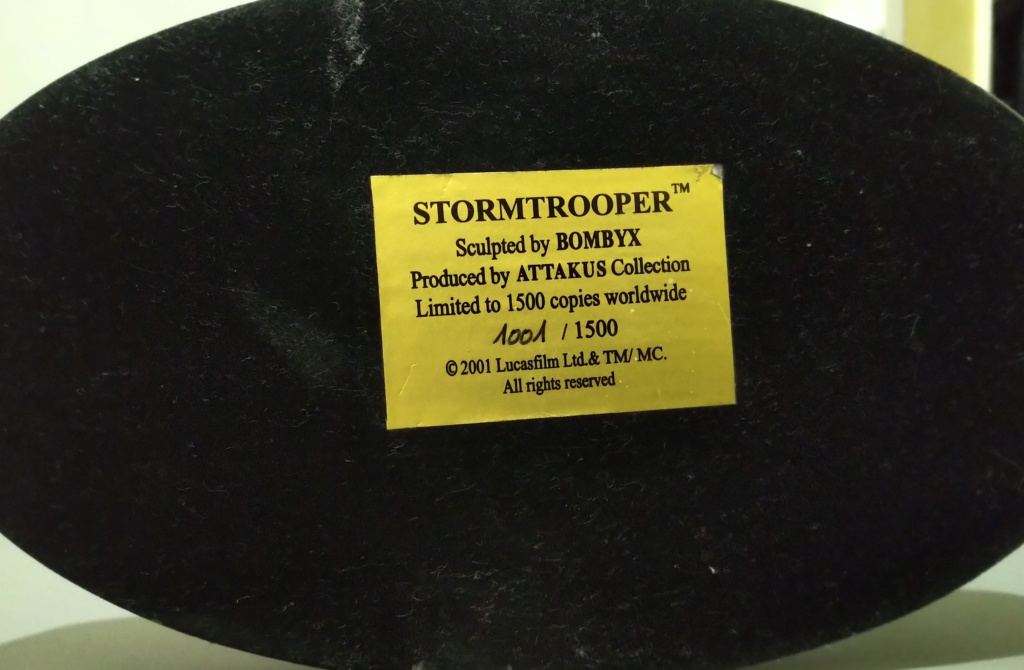 STORMTROOPER™
Sculpted by BOMBYX
Produced by ATTAKUS Collection
Limited to 1500 copies worldwide
1001 / 1500
© 2001 Lucasfilm Ltd.& TM/ MC.
All rights reserved